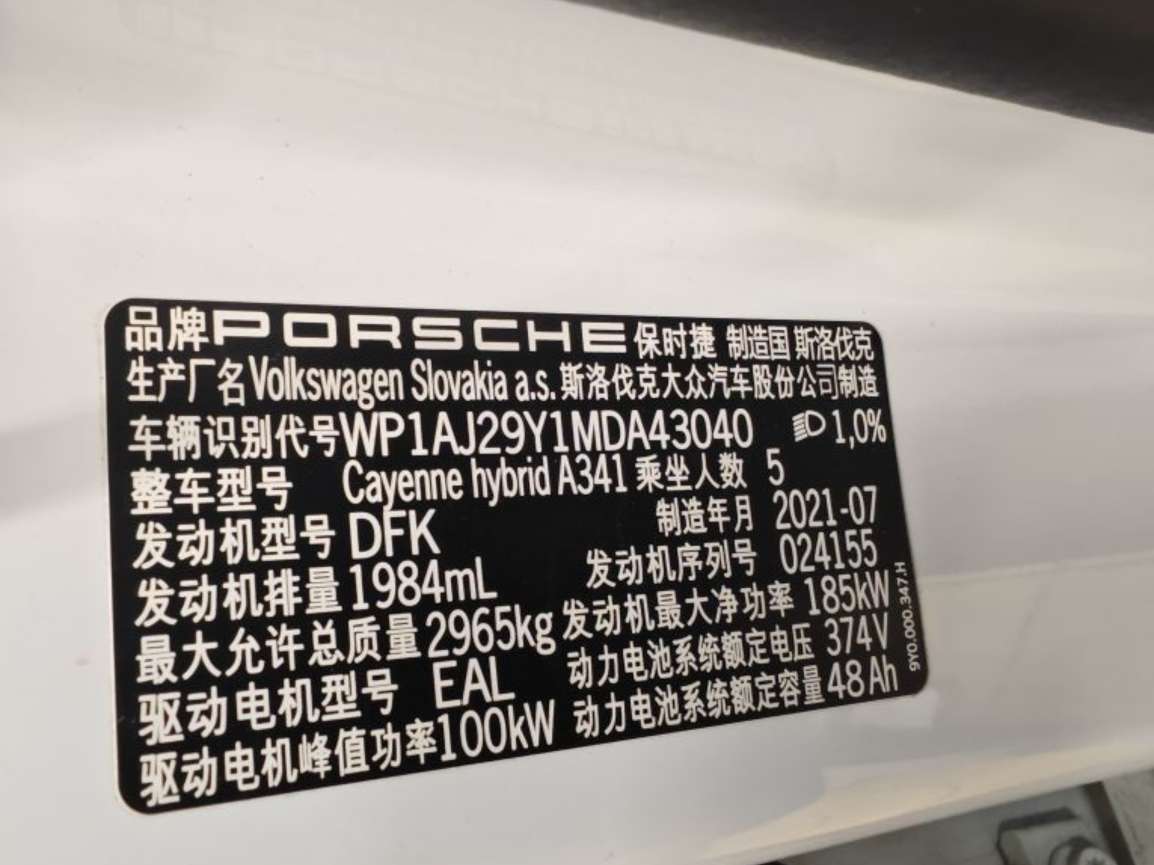 品牌PORSCHE保时捷 制造国 斯洛伐克
生产厂名Volkswagen Slovakia a.s.斯洛伐克大众汽车股份公司制造
车辆识别代号WP1AJ29Y1MDA43040 1,0%
整车型号 Cayenne hybrid A341 乘坐人数 5
发动机型号 DFK 制造年月 2021-07
发动机排量1984mL 发动机序列号 024155
最大允许总质量2965kg 发动机最大净功率 185kW
驱动电机型号 EAL 动力电池系统额定电压 374V
驱动电机峰值功率100kW 动力电池系统额定容量48Ah
9Y0.000.347.H